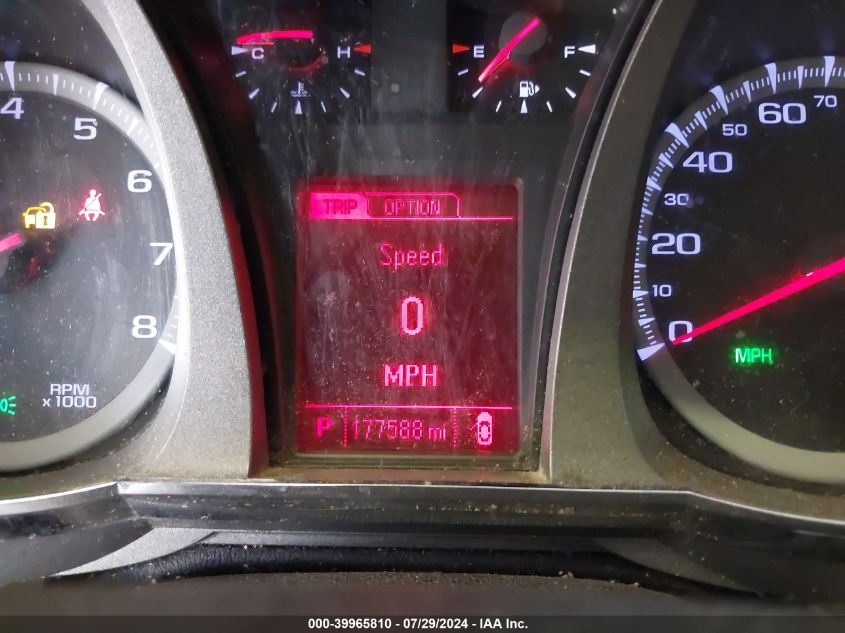 C H E F
4 5 6 7 8
RPM
x 1000
TRIP OPTION
Speed
0
MPH
P 177588 mi
0 10 20 30 40 50 60 70
MPH
000-39965810 / 07/29/2024 - IAA Inc.